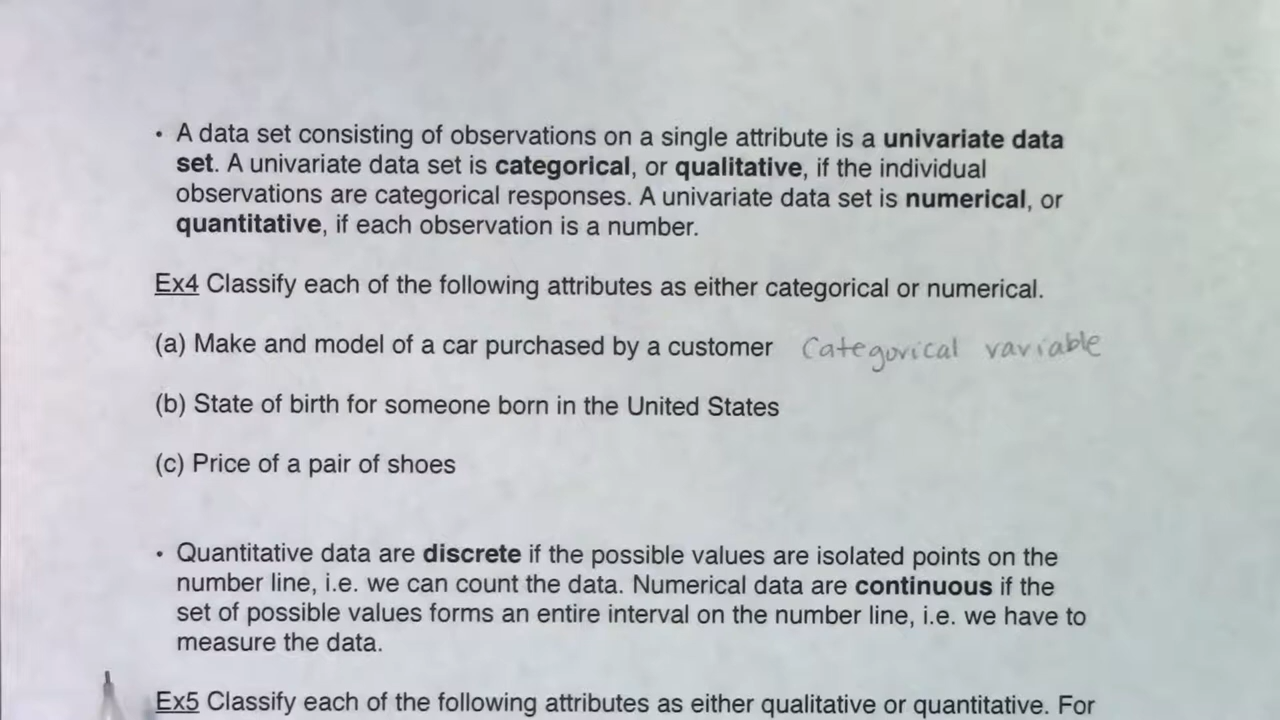 • A data set consisting of observations on a single attribute is a univariate data
set. A univariate data set is categorical, or qualitative, if the individual
observations are categorical responses. A univariate data set is numerical, or
quantitative, if each observation is a number.
Ex4 Classify each of the following attributes as either categorical or numerical.
(a) Make and model of a car purchased by a customer Categorical variable
(b) State of birth for someone born in the United States
(c) Price of a pair of shoes
• Quantitative data are discrete if the possible values are isolated points on the
number line, i.e. we can count the data. Numerical data are continuous if the
set of possible values forms an entire interval on the number line, i.e. we have to
measure the data.
Ex5 Classify each of the following attributes as either qualitative or quantitative. For